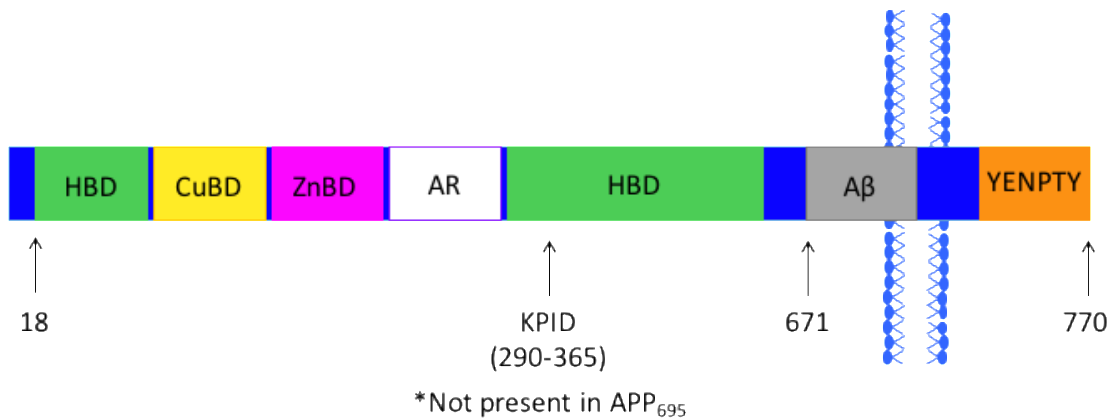 HBD CuBD ZnBD AR HBD Aβ YENPTY
18 KPID 671 770
(290-365)
*Not present in APP₆₉₅